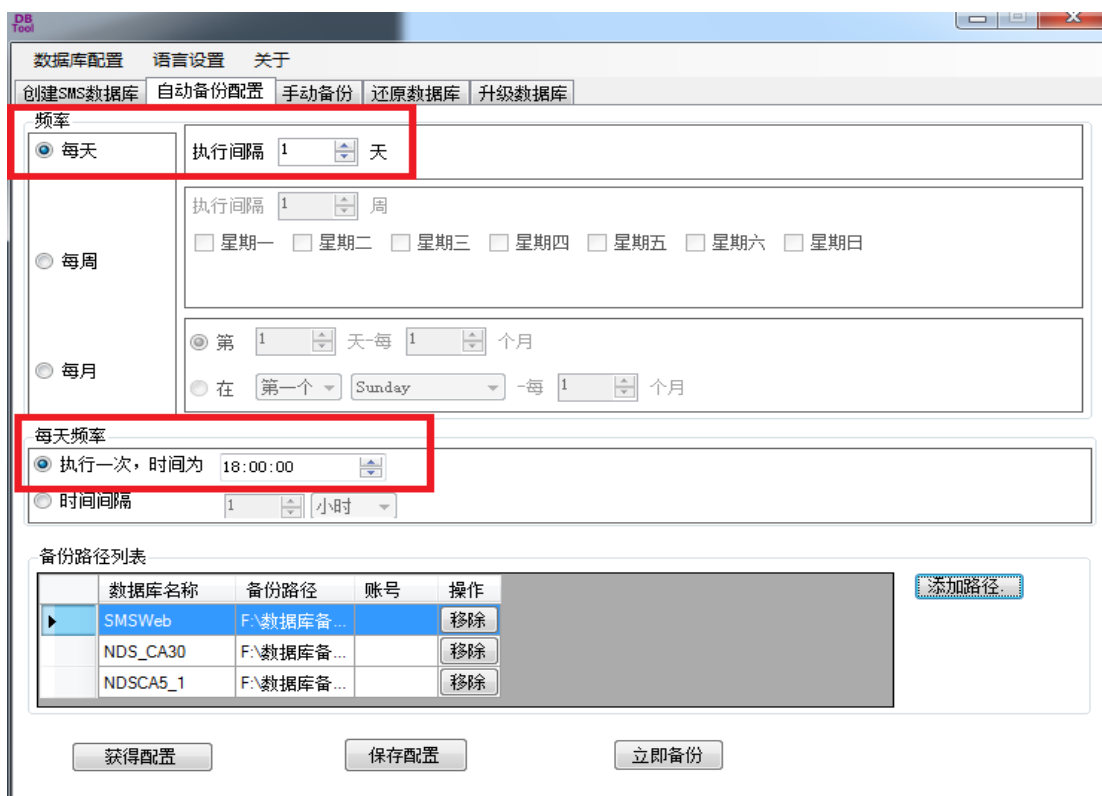 DB
Tool
数据库配置 语言设置 关于
创建SMS数据库 自动备份配置 手动备份 还原数据库 升级数据库
频率
每天 执行间隔 1 天
执行间隔 1 周
星期一 星期二 星期三 星期四 星期五 星期六 星期日
每周
第 1 天-每 1 个月
每月
在 第一个 Sunday -每 1 个月
每天频率
执行一次，时间为 18:00:00
时间间隔 1 小时
备份路径列表
数据库名称 备份路径 账号 操作 添加路径.
SMSWeb F:\数据库备... 移除
NDS_CA30 F:\数据库备... 移除
NDSCA5_1 F:\数据库备... 移除
获得配置 保存配置 立即备份